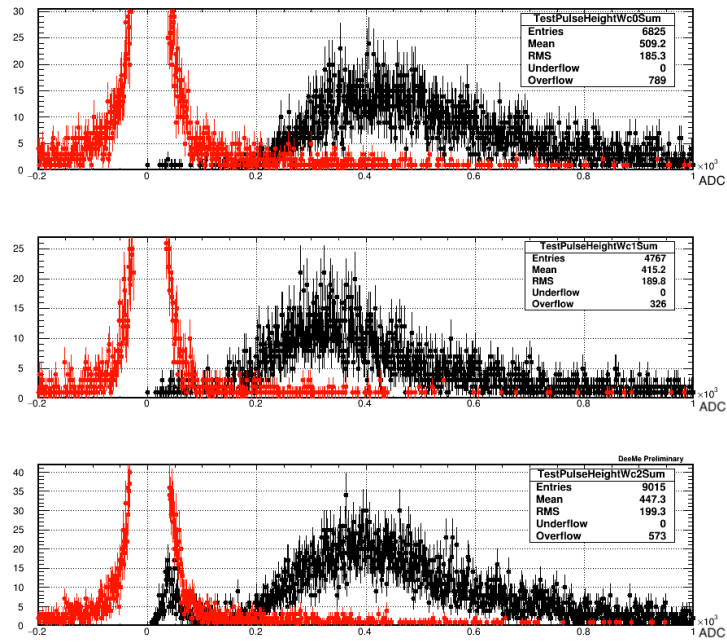 TestPulseHeightWc0Sum
Entries 6825
Mean 509.2
RMS 185.3
Underflow 0
Overflow 789
30
25
20
15
10
5
0
−0.2 0 0.2 0.4 0.6 0.8 1
×10³
ADC
TestPulseHeightWc1Sum
Entries 4767
Mean 415.2
RMS 189.8
Underflow 0
Overflow 326
25
20
15
10
5
0
−0.2 0 0.2 0.4 0.6 0.8 1
×10³
ADC
DeeMe Preliminary
TestPulseHeightWc2Sum
Entries 9015
Mean 447.3
RMS 199.3
Underflow 0
Overflow 573
40
35
30
25
20
15
10
5
0
−0.2 0 0.2 0.4 0.6 0.8 1
×10³
ADC